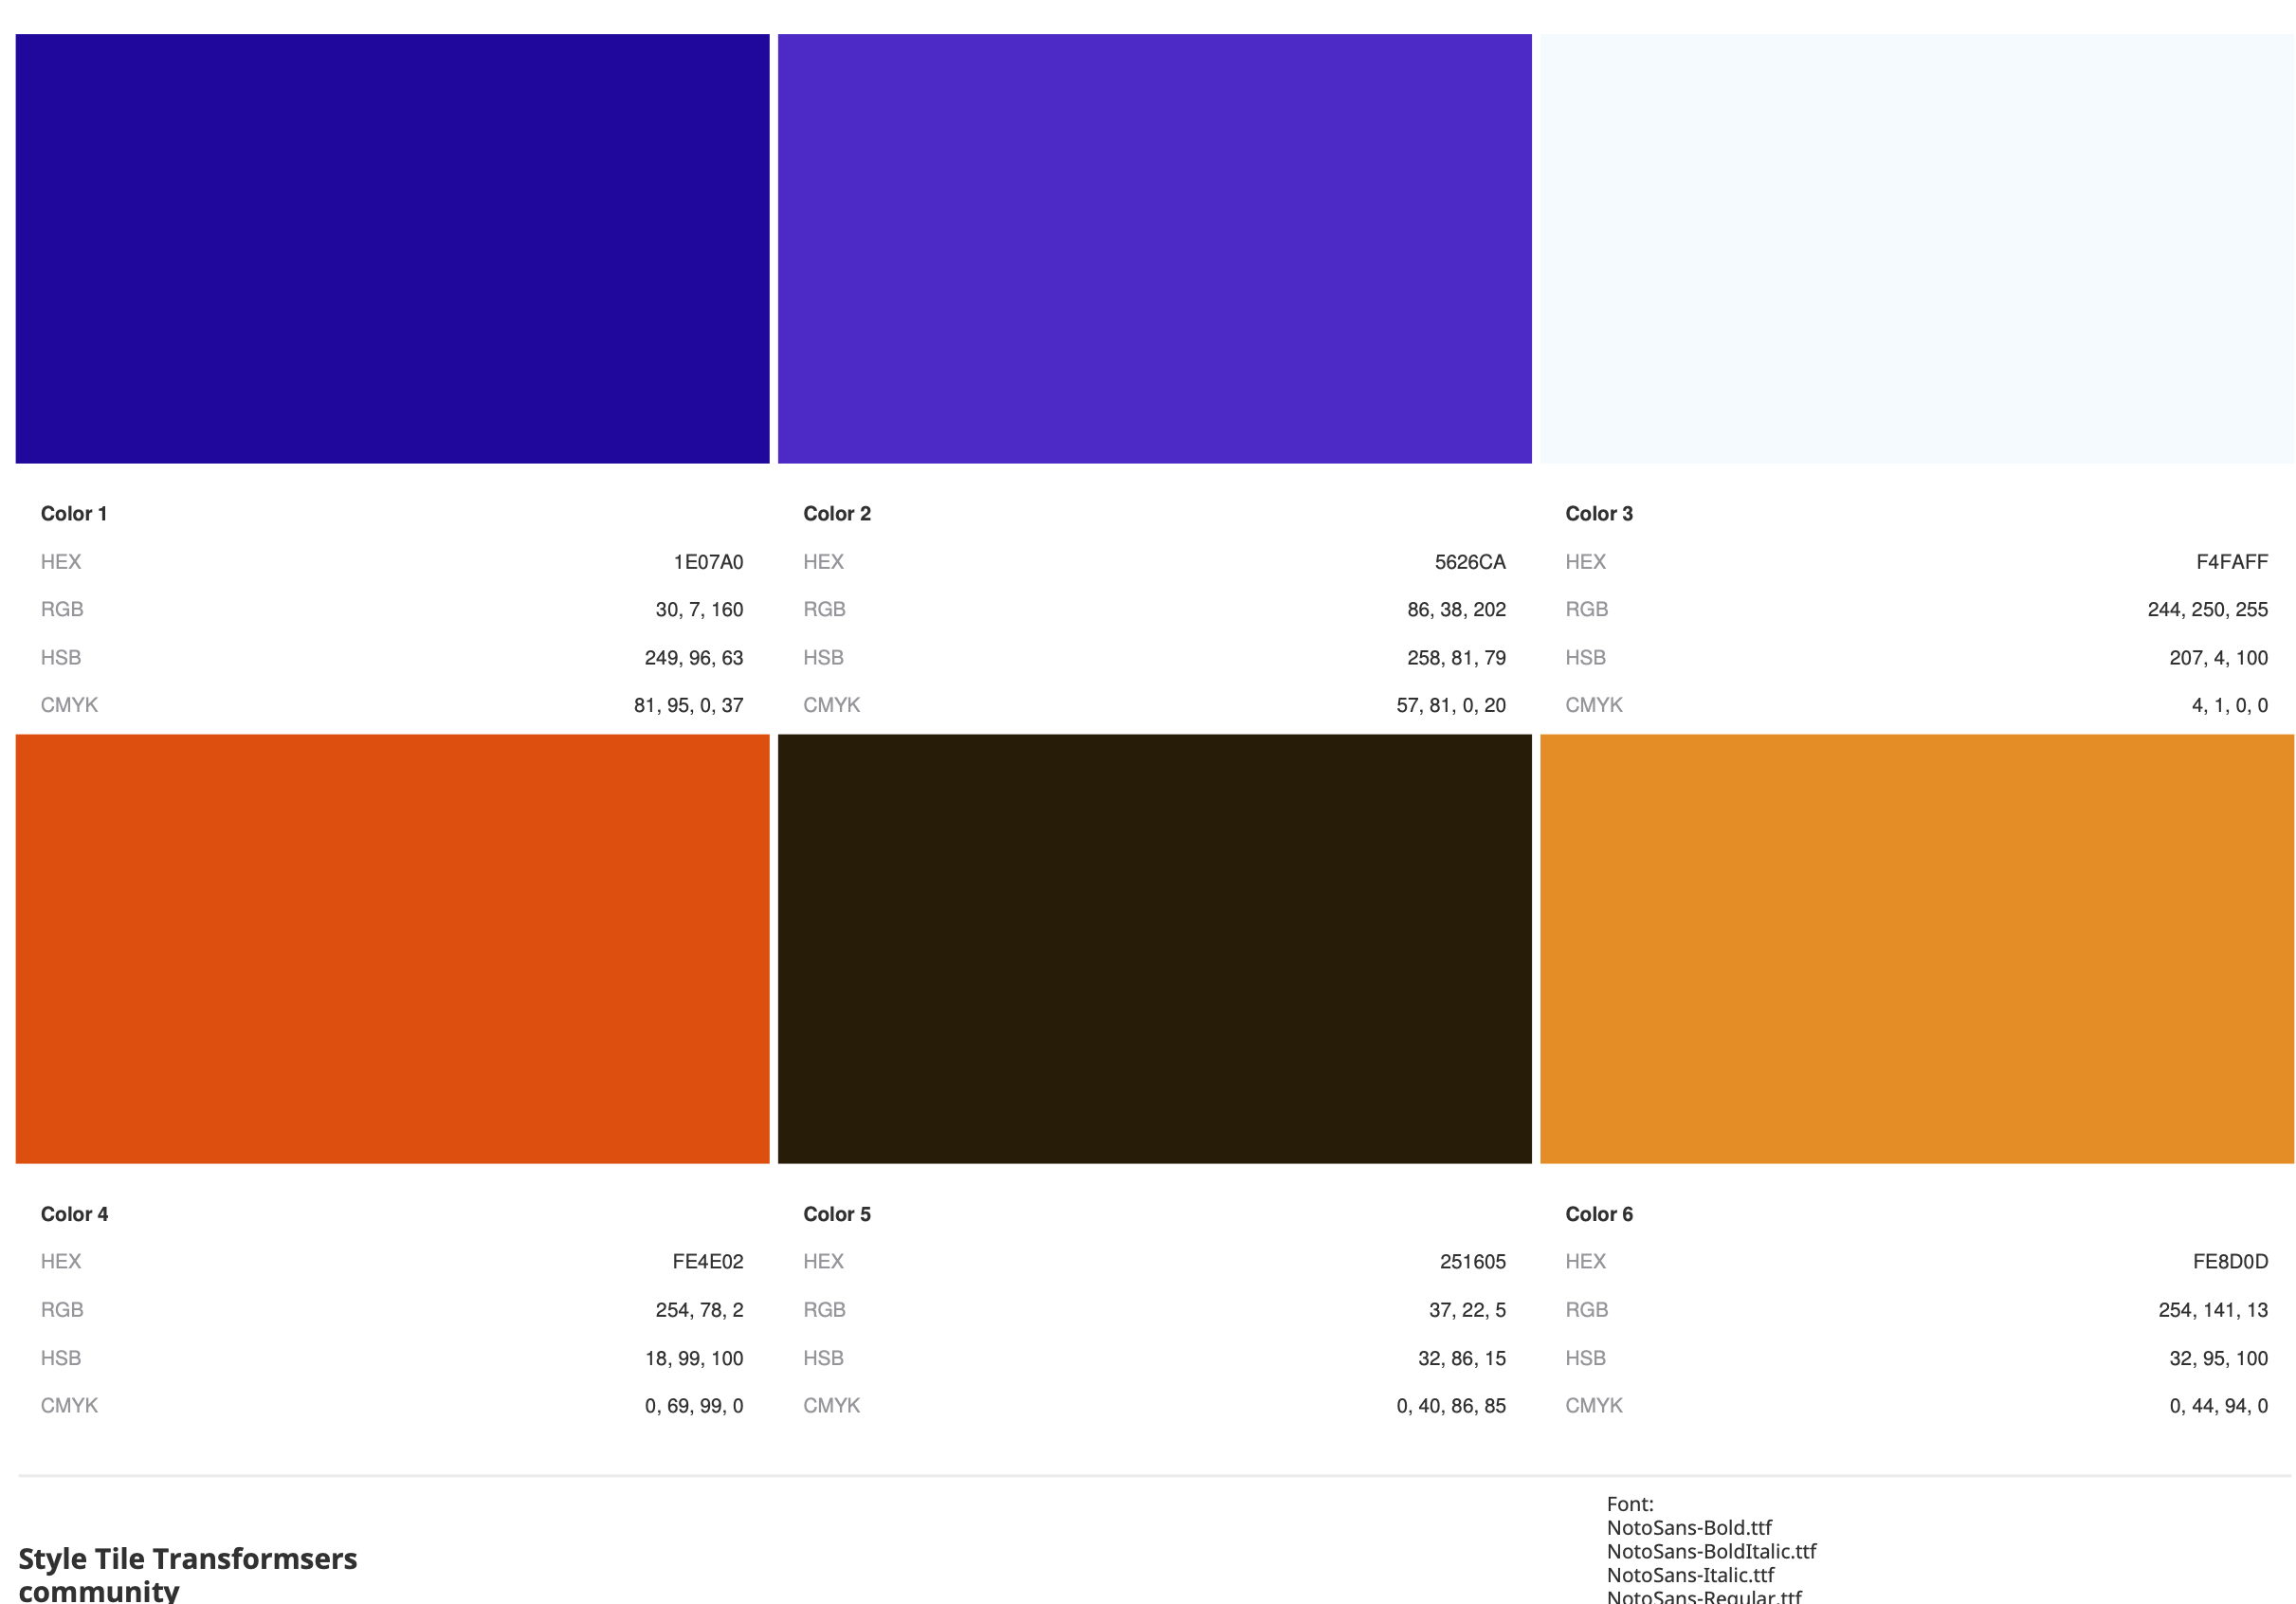 Color 1
HEX 1E07A0
RGB 30, 7, 160
HSB 249, 96, 63
CMYK 81, 95, 0, 37
Color 2
HEX 5626CA
RGB 86, 38, 202
HSB 258, 81, 79
CMYK 57, 81, 0, 20
Color 3
HEX F4FAFF
RGB 244, 250, 255
HSB 207, 4, 100
CMYK 4, 1, 0, 0
Color 4
HEX FE4E02
RGB 254, 78, 2
HSB 18, 99, 100
CMYK 0, 69, 99, 0
Color 5
HEX 251605
RGB 37, 22, 5
HSB 32, 86, 15
CMYK 0, 40, 86, 85
Color 6
HEX FE8D0D
RGB 254, 141, 13
HSB 32, 95, 100
CMYK 0, 44, 94, 0
Style Tile Transformsers
community
Font:
NotoSans-Bold.ttf
NotoSans-BoldItalic.ttf
NotoSans-Italic.ttf
NotoSans-Regular.ttf